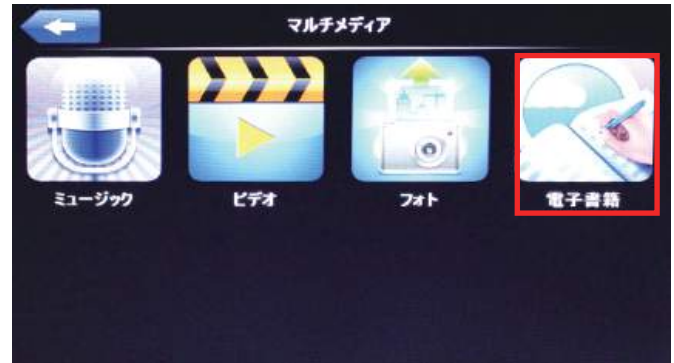 マルチメディア
ミュージック
ビデオ
フォト
電子書籍